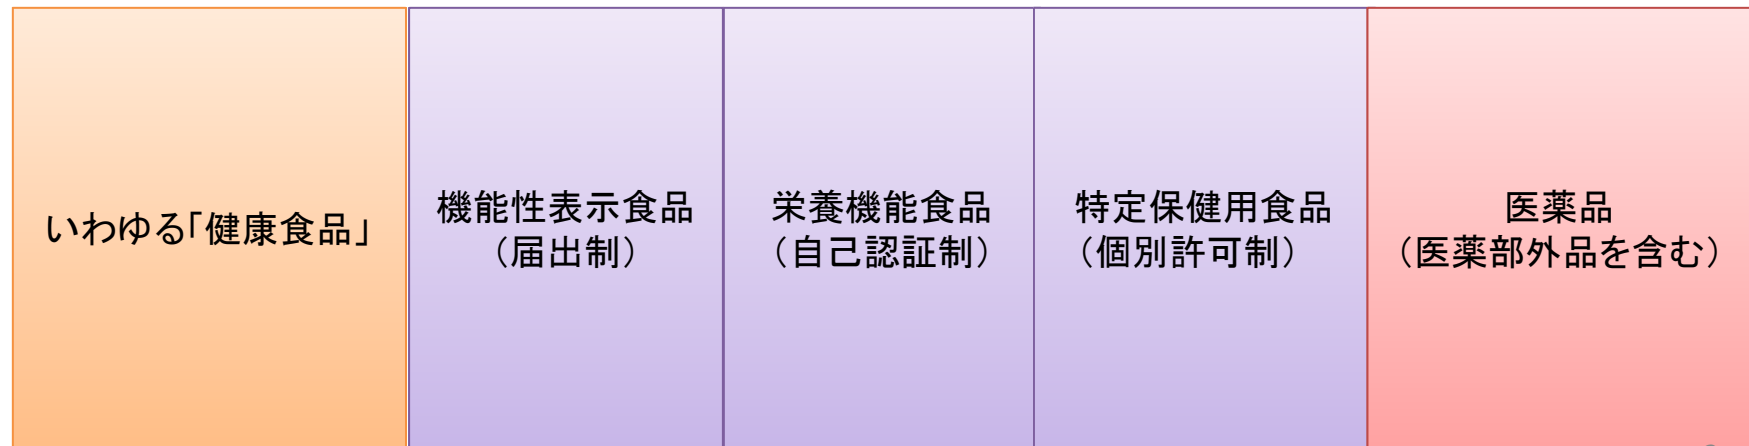 いわゆる「健康食品」
機能性表示食品
（届出制）
栄養機能食品
（自己認証制）
特定保健用食品
（個別許可制）
医薬品
（医薬部外品を含む）